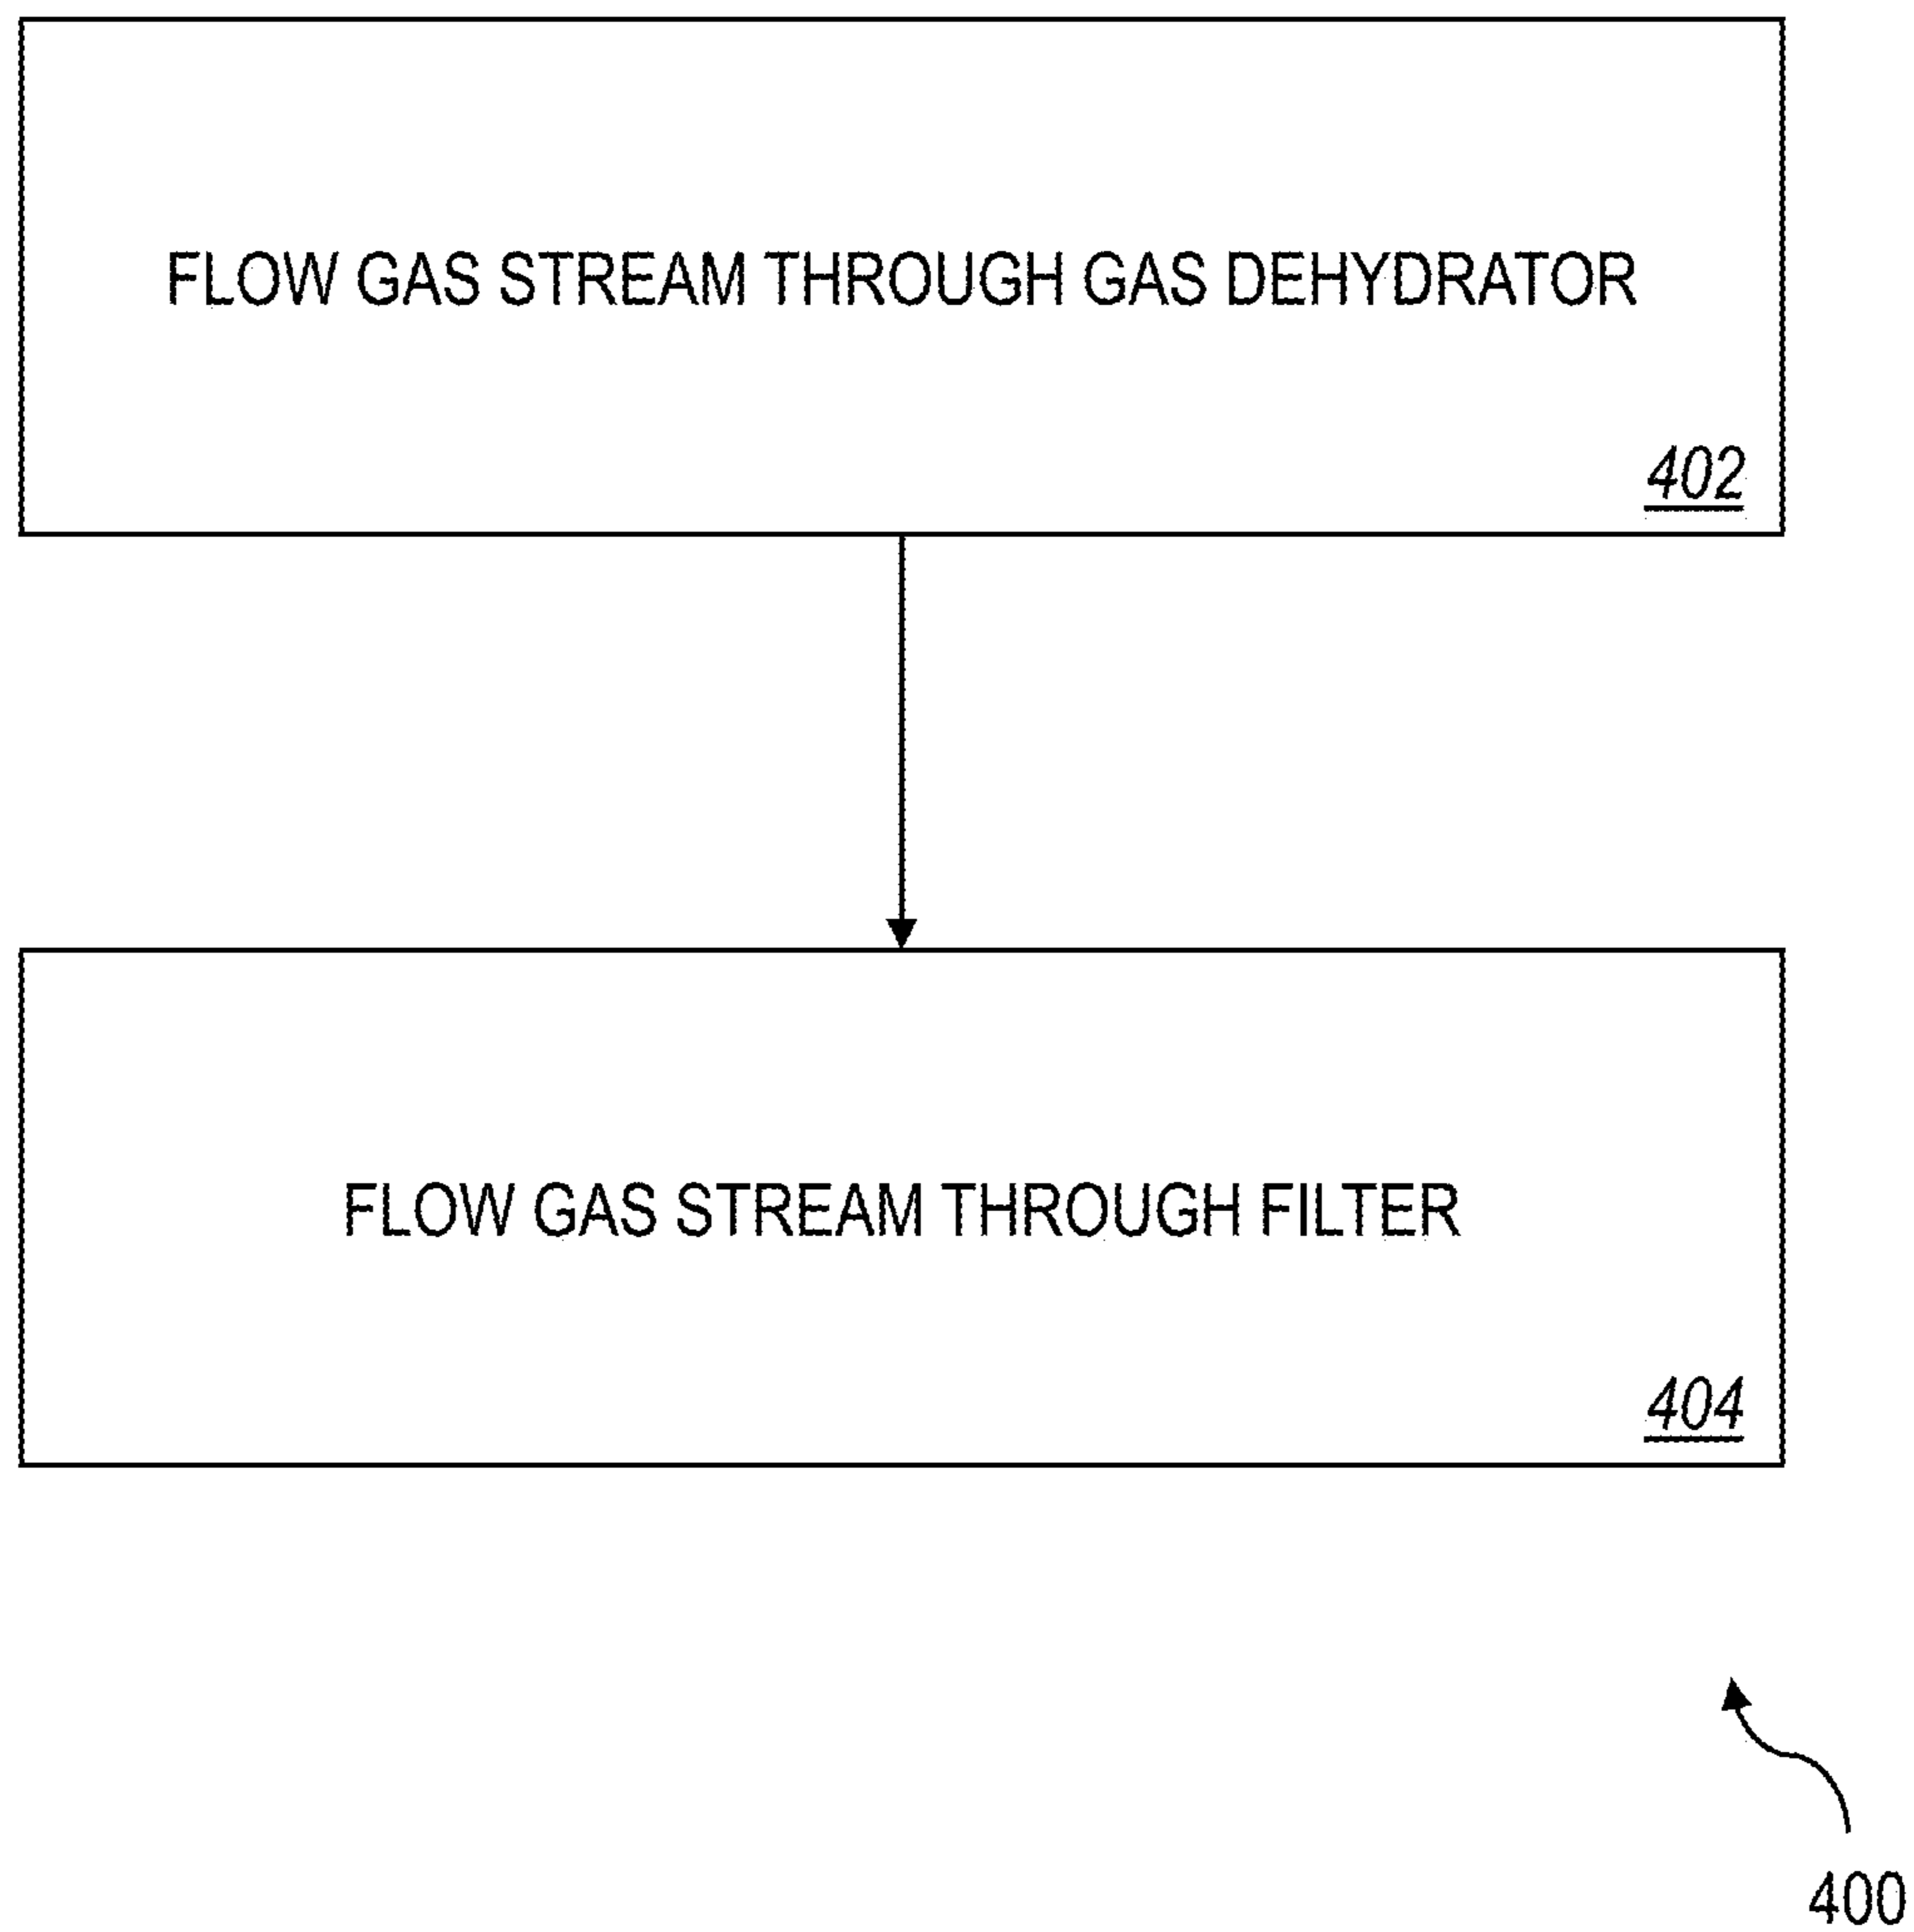 FLOW GAS STREAM THROUGH GAS DEHYDRATOR
402
FLOW GAS STREAM THROUGH FILTER
404
400